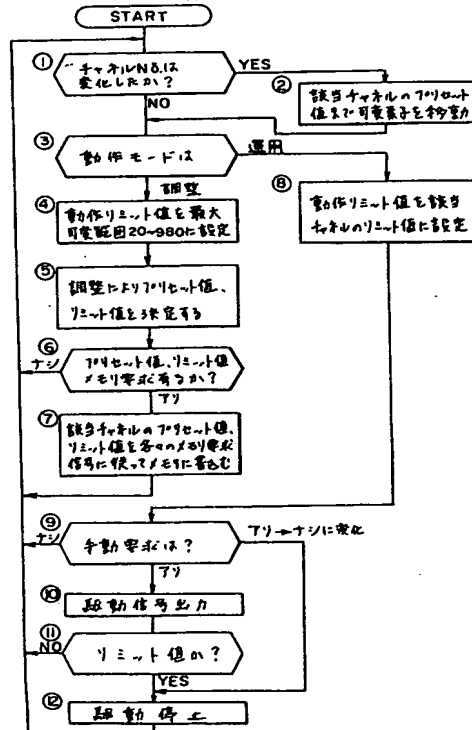 START
①
チャネルNO.は
変化したか?
YES
NO
②
該当チャネルのプリセット
値まで可変素子を移動
③
動作モードは
運用
調整
④
動作リミット値を最大
可変範囲20~980に設定
⑧
動作リミット値を該当
チャネルのリミット値に設定
⑤
調整によりプリセット値、
リミット値を決定する
⑥
プリセット値、リミット値
メモリ要求有るか?
ナシ
アリ
⑦
該当チャネルのプリセット値、
リミット値を各々のメモリ要求
信号に従ってメモリに書込む
⑨
手動要求は?
ナシ
アリ→ナシに変化
アリ
⑩
駆動信号出力
⑪
リミット値か?
NO
YES
⑫
駆動停止